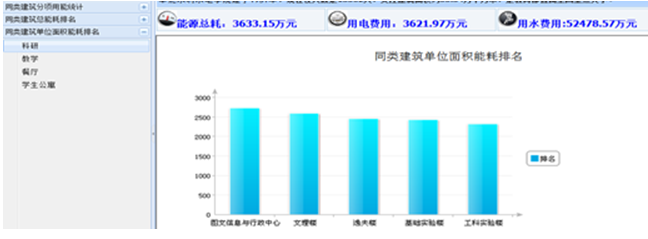 同类建筑分项用能统计
同类建筑总能耗排名
同类建筑单位面积能耗排名
科研
教学
餐厅
学生公寓
能源总耗：3633.15万元
用电费用：3621.97万元
用水费用:52478.57万元
同类建筑单位面积能耗排名
3000
2500
2000
1500
1000
500
0
图文信息与行政中心
文理楼
逸夫楼
基础实验楼
工科实验楼
排名